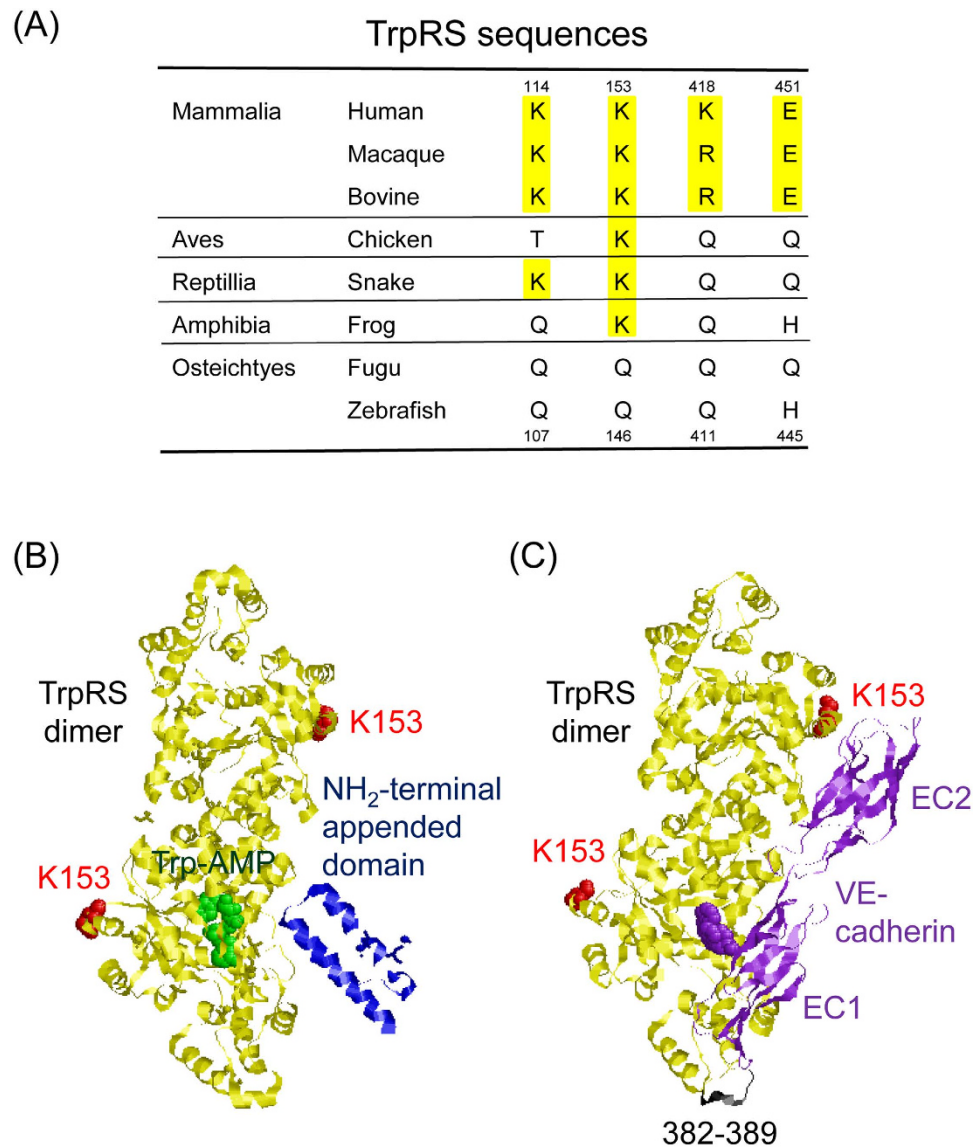 (A)
TrpRS sequences
114 153 418 451
Mammalia Human K K K E
Macaque K K R E
Bovine K K R E
Aves Chicken T K Q Q
Reptillia Snake K K Q Q
Amphibia Frog Q K Q H
Osteichtyes Fugu Q Q Q Q
Zebrafish Q Q Q H
107 146 411 445
(B)
TrpRS
dimer
K153
NH2-terminal
appended
domain
Trp-AMP
K153
(C)
TrpRS
dimer
K153
EC2
K153
VE-
cadherin
EC1
382-389